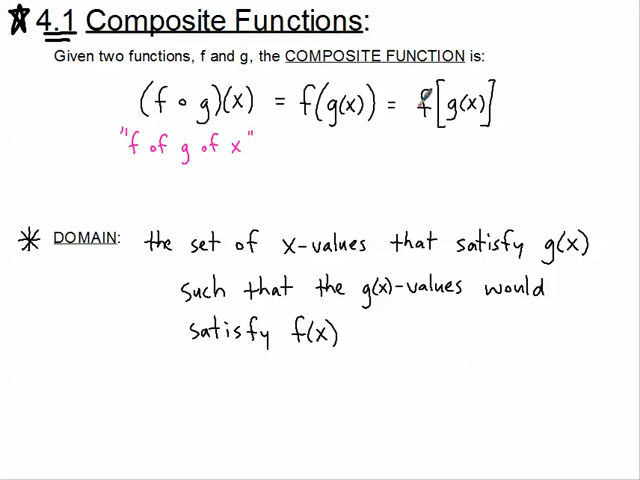 ★ 4.1 Composite Functions:
Given two functions, f and g, the COMPOSITE FUNCTION is:
(f ∘ g)(x) = f(g(x)) = f[g(x)]
"f of g of x"
* DOMAIN: the set of x-values that satisfy g(x)
such that the g(x)-values would
satisfy f(x)